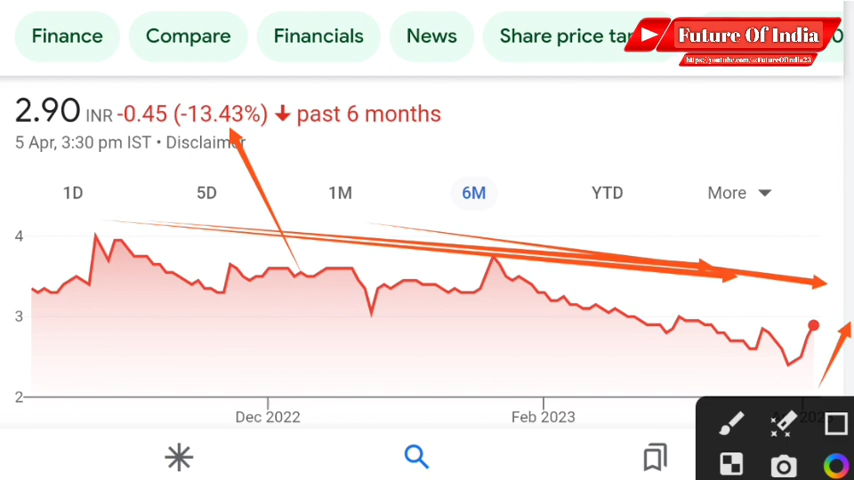 Finance
Compare
Financials
News
Share price
Future Of India
2.90 INR -0.45 (-13.43%) past 6 months
5 Apr, 3:30 pm IST • Disclaimer
1D
5D
1M
6M
YTD
More
4
3
2
Dec 2022
Feb 2023